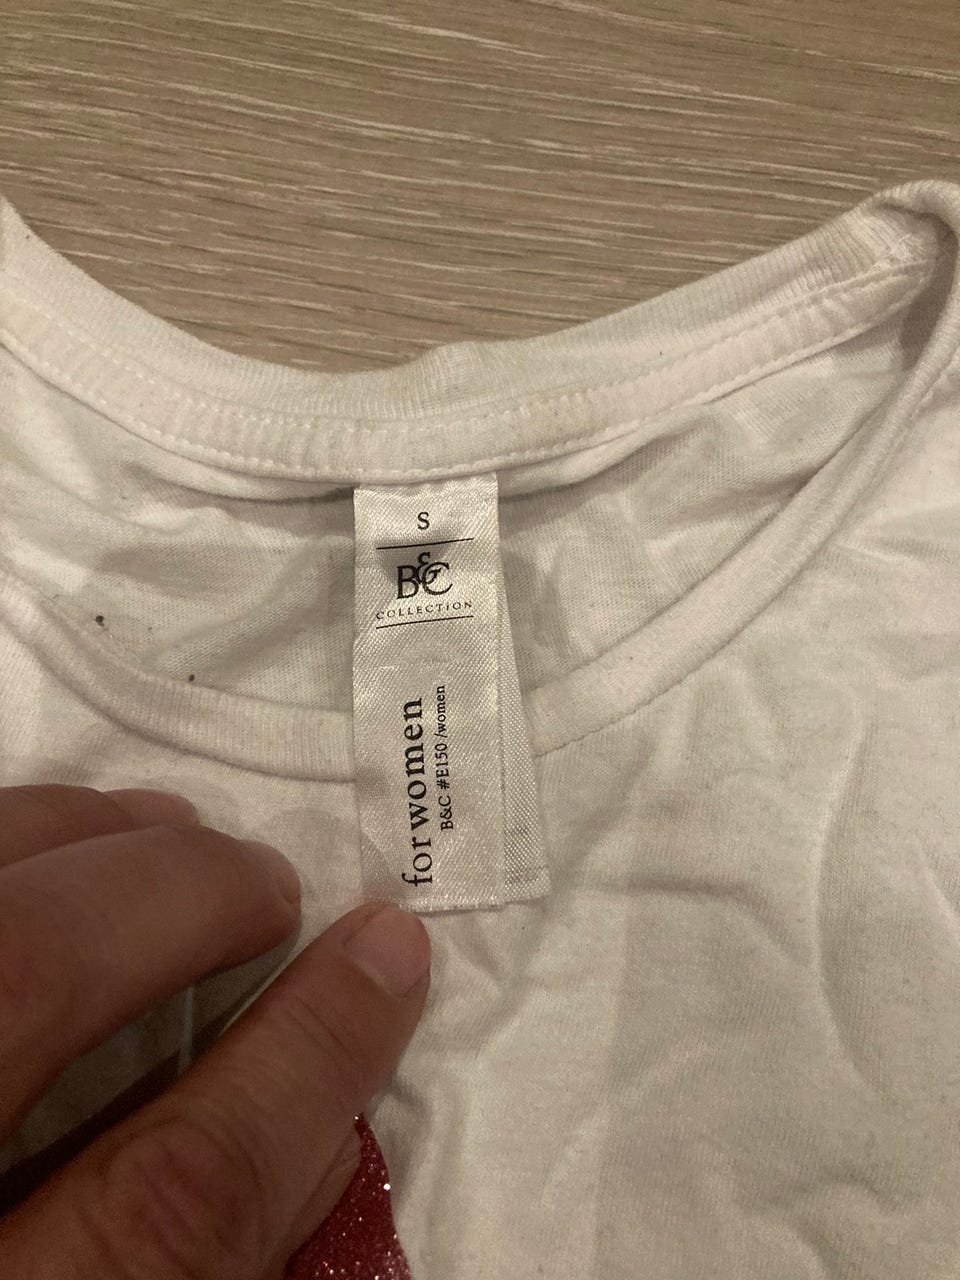 S
B&C
COLLECTION
for women
B&C #E150 /women